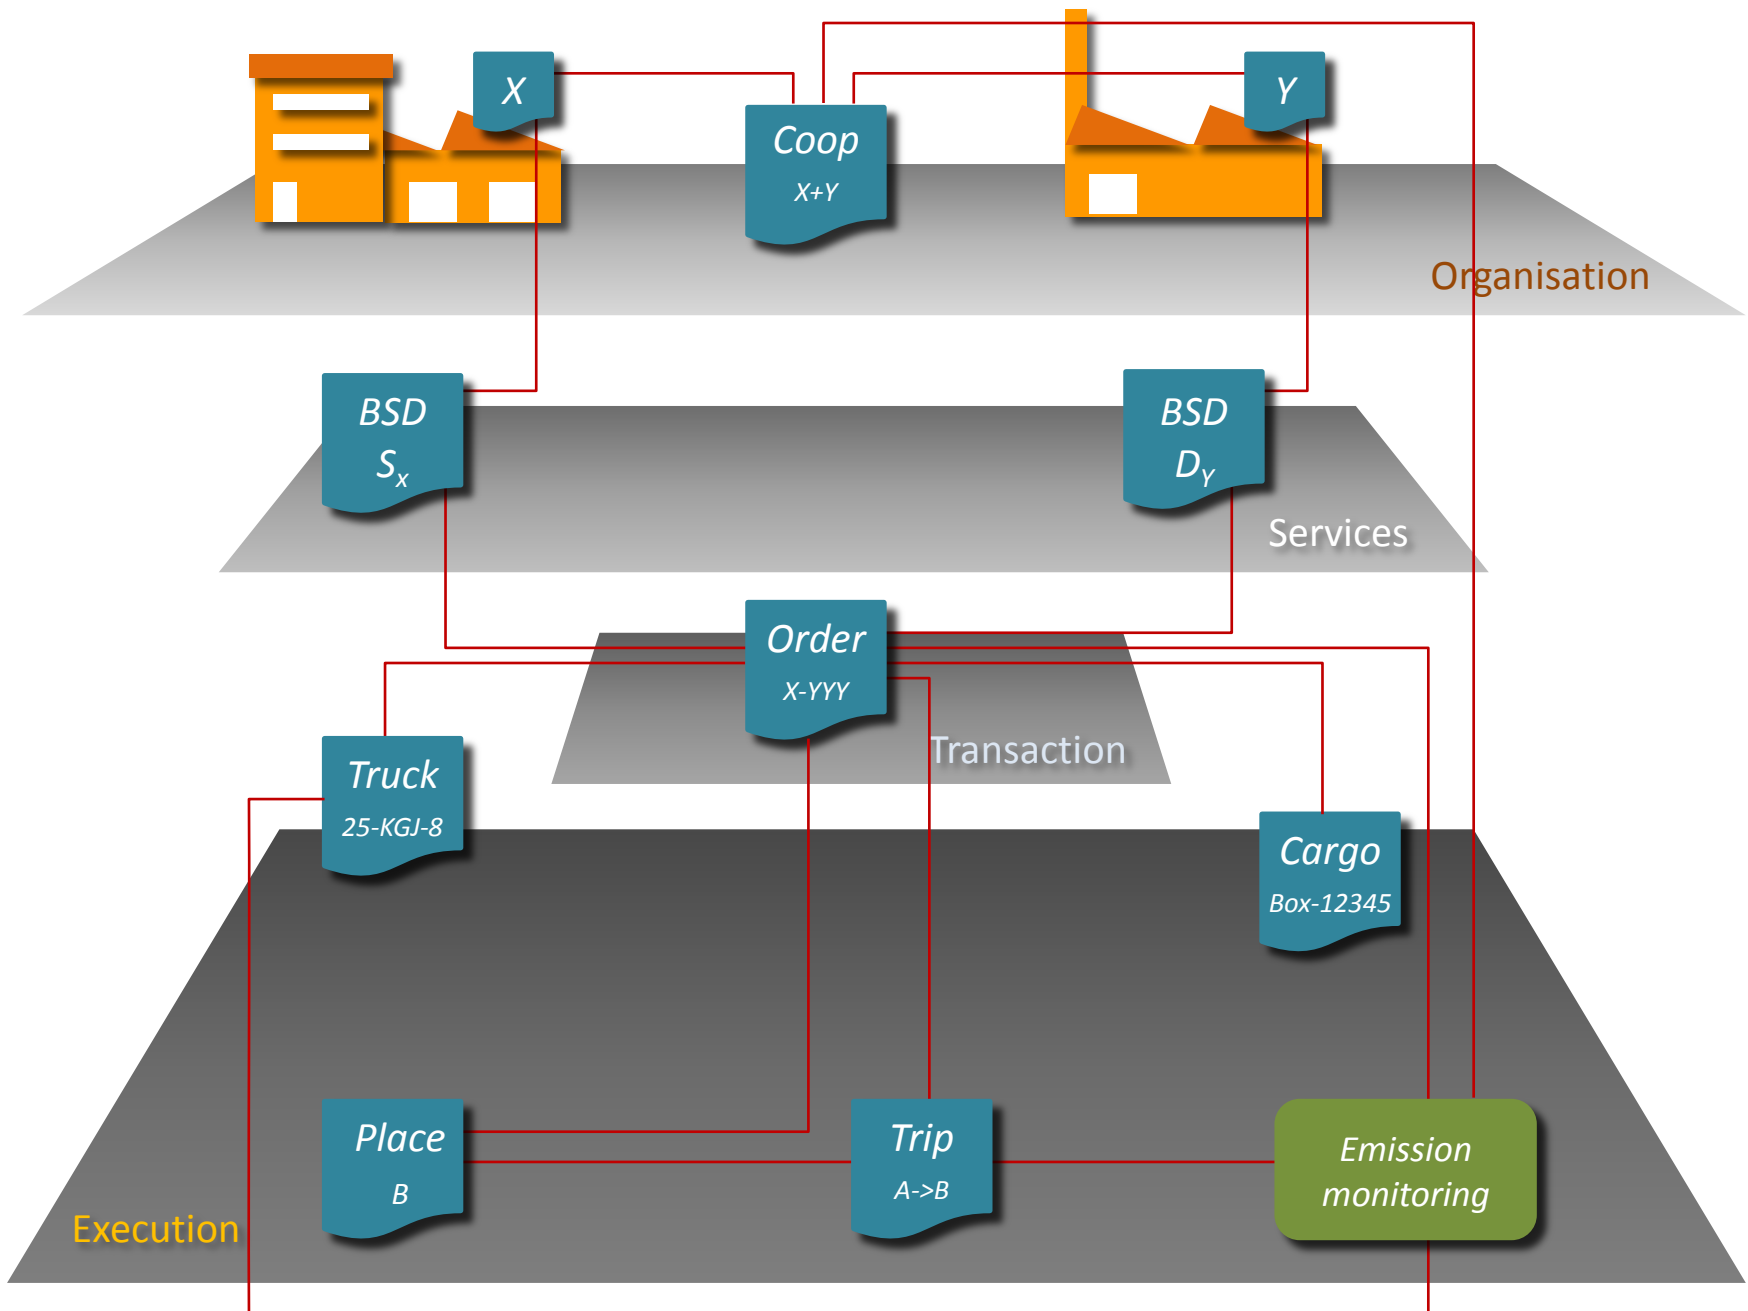 X
Y
Coop
X+Y
Organisation
BSD
Sx
BSD
DY
Services
Order
X-YYY
Transaction
Truck
25-KGJ-8
Cargo
Box-12345
Place
B
Trip
A->B
Emission
monitoring
Execution